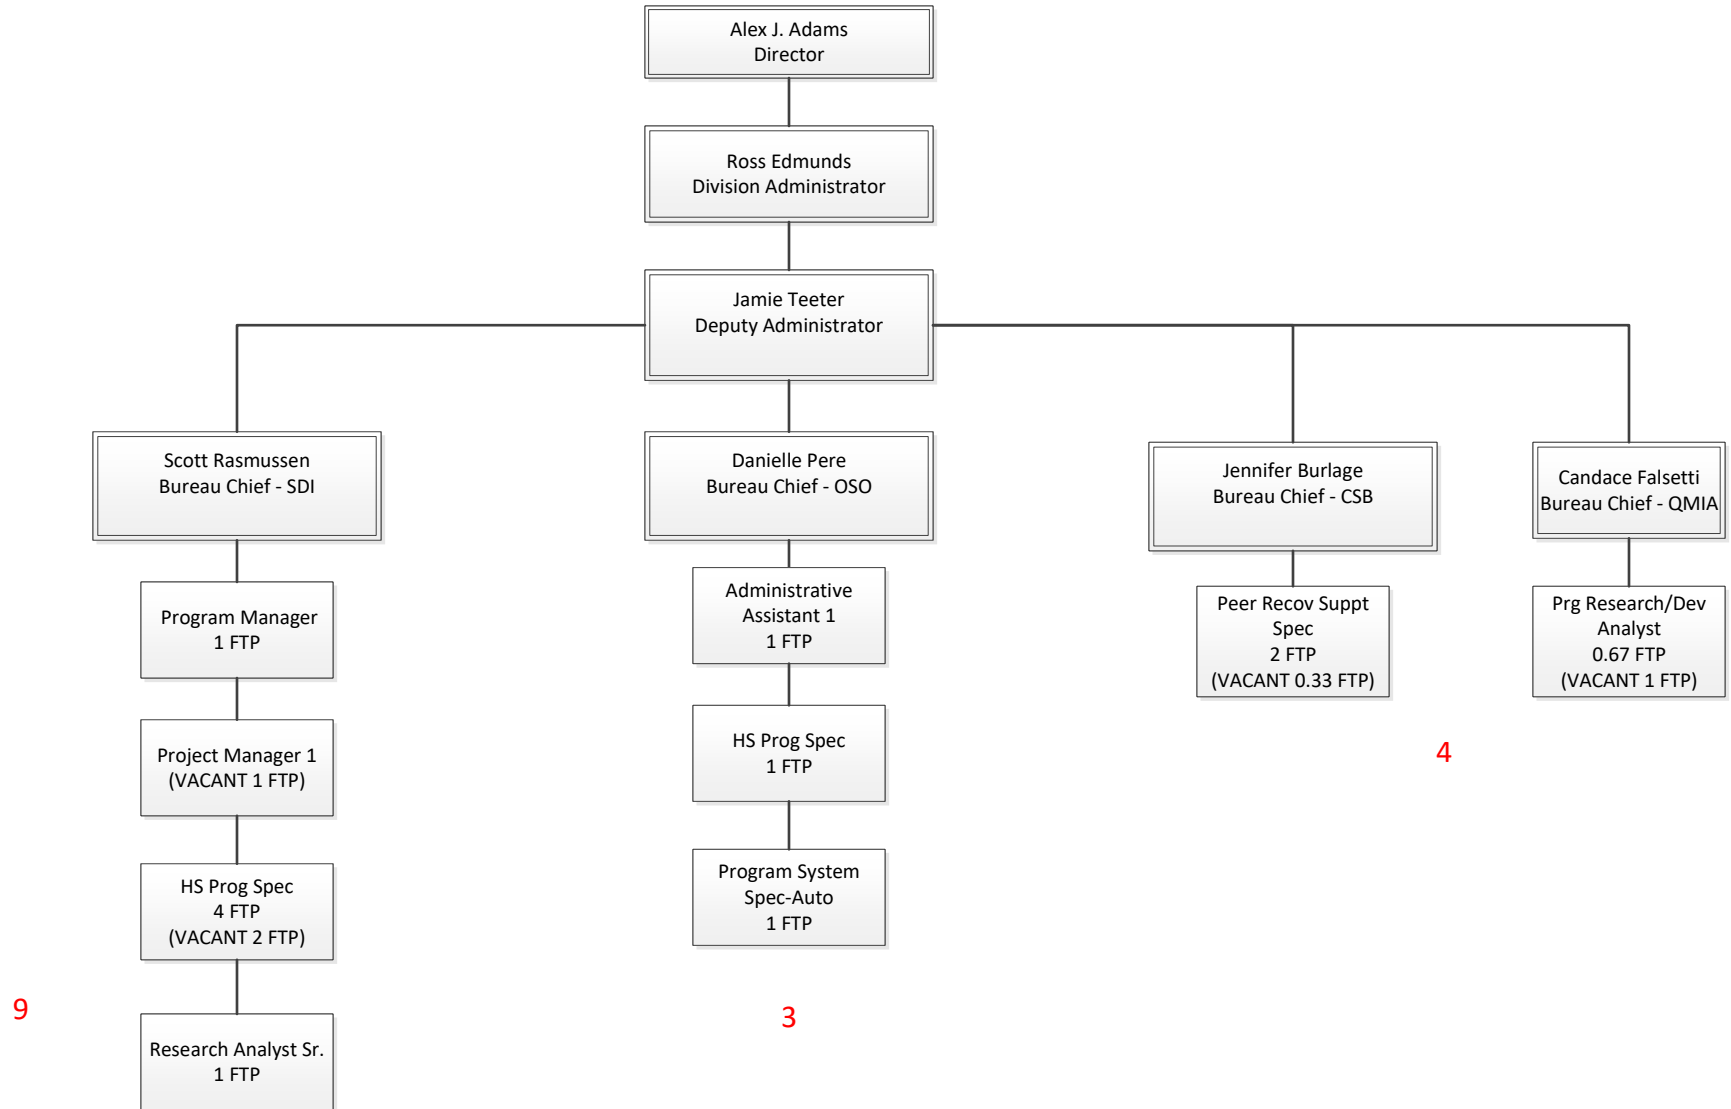 Alex J. Adams
Director
Ross Edmunds
Division Administrator
Jamie Teeter
Deputy Administrator
Scott Rasmussen
Bureau Chief - SDI
Danielle Pere
Bureau Chief - OSO
Jennifer Burlage
Bureau Chief - CSB
Candace Falsetti
Bureau Chief - QMIA
Program Manager
1 FTP
Project Manager 1
(VACANT 1 FTP)
HS Prog Spec
4 FTP
(VACANT 2 FTP)
Research Analyst Sr.
1 FTP
9
Administrative
Assistant 1
1 FTP
HS Prog Spec
1 FTP
Program System
Spec-Auto
1 FTP
3
Peer Recov Suppt
Spec
2 FTP
(VACANT 0.33 FTP)
Prg Research/Dev
Analyst
0.67 FTP
(VACANT 1 FTP)
4